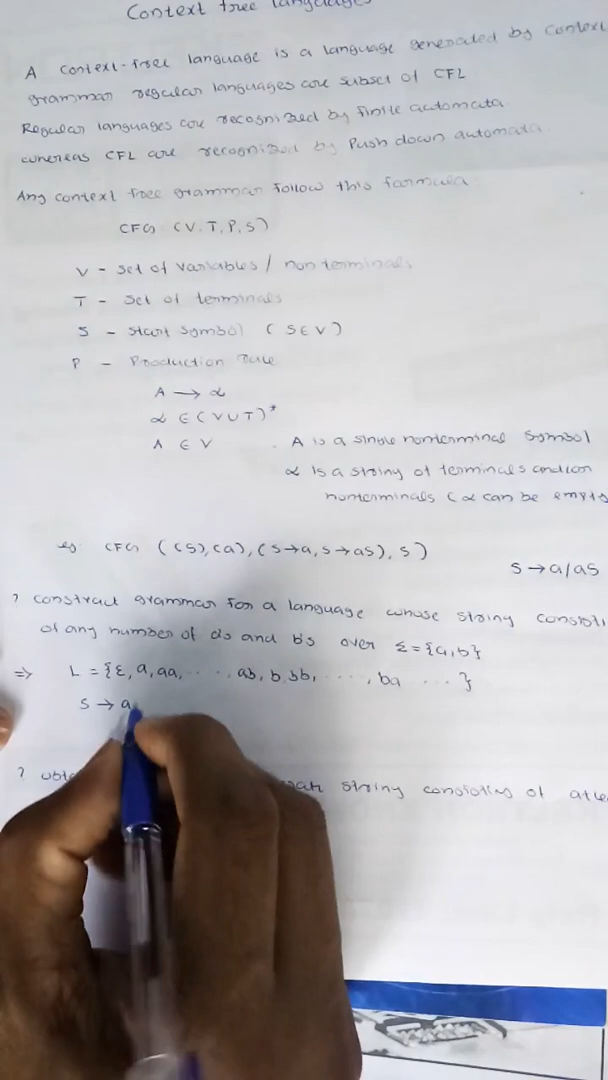 Context free languages
A context-free language is a language generated by context
grammar regular languages are subset of CFL
Regular languages are recognized by finite automata
whereas CFL are recognized by Push down automata
Any context free grammar follow this formula
CFG (V, T, P, S)
V - set of variables / non terminals
T - set of terminals
S - start symbol (S ∈ V)
P - Production rule
A → α
α ∈ (V U T)*
A ∈ V
A is a single nonterminal symbol
α is a string of terminals and/or
nonterminals (α can be empty
eg: CFG ({S}, {a}, (S→a, S→aS), S)
S → a/aS
? construct grammar for a language whose string consists
of any number of a's and b's over Σ = {a, b}
⇒ L = {ε, a, aa, ..., ab, b, bb, ..., ba ... }
S → a
? string consisting of